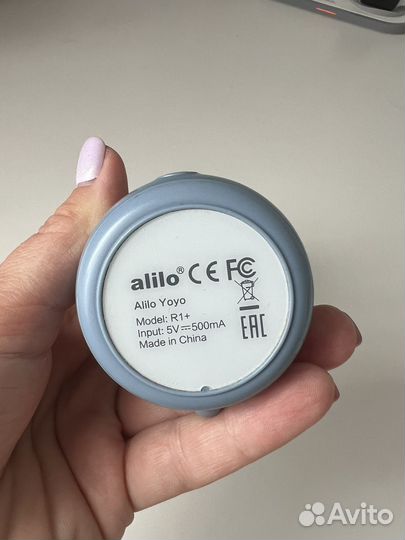 alilo® CE FC
Alilo Yoyo
Model: R1+
Input: 5V⎓500mA
Made in China
EAC
Avito